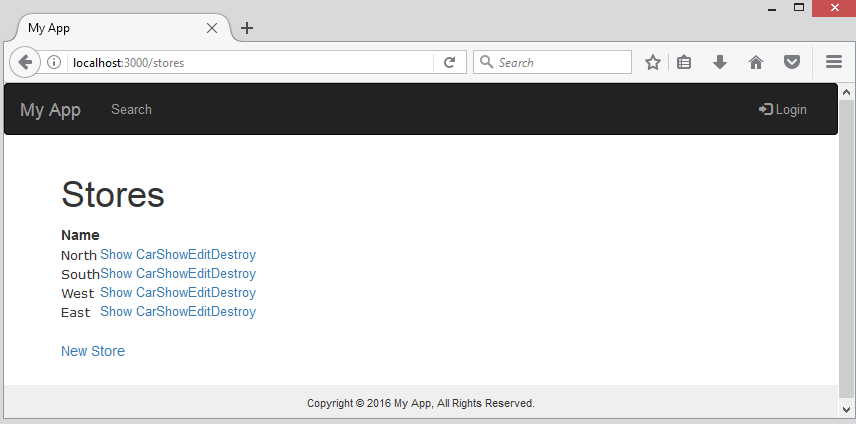 My App
localhost:3000/stores
Search
My App Search Login
Stores
Name
North Show CarShowEditDestroy
South Show CarShowEditDestroy
West Show CarShowEditDestroy
East Show CarShowEditDestroy
New Store
Copyright © 2016 My App, All Rights Reserved.